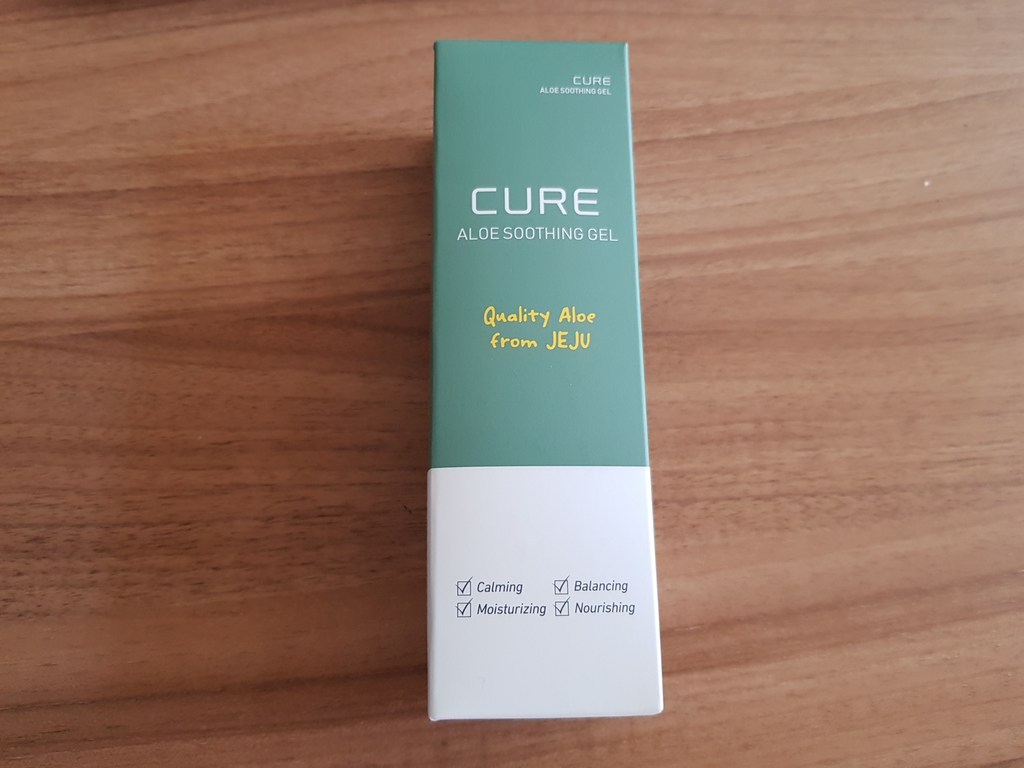 CURE
ALOE SOOTHING GEL
CURE
ALOE SOOTHING GEL
Quality Aloe
from JEJU
☑ Calming ☑ Balancing
☑ Moisturizing ☑ Nourishing